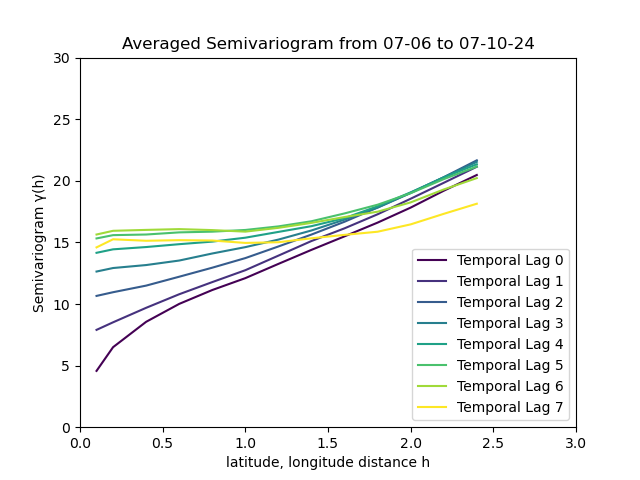 Averaged Semivariogram from 07-06 to 07-10-24
Semivariogram γ(h)
30
25
20
15
10
5
0
0.0 0.5 1.0 1.5 2.0 2.5 3.0
latitude, longitude distance h
Temporal Lag 0
Temporal Lag 1
Temporal Lag 2
Temporal Lag 3
Temporal Lag 4
Temporal Lag 5
Temporal Lag 6
Temporal Lag 7